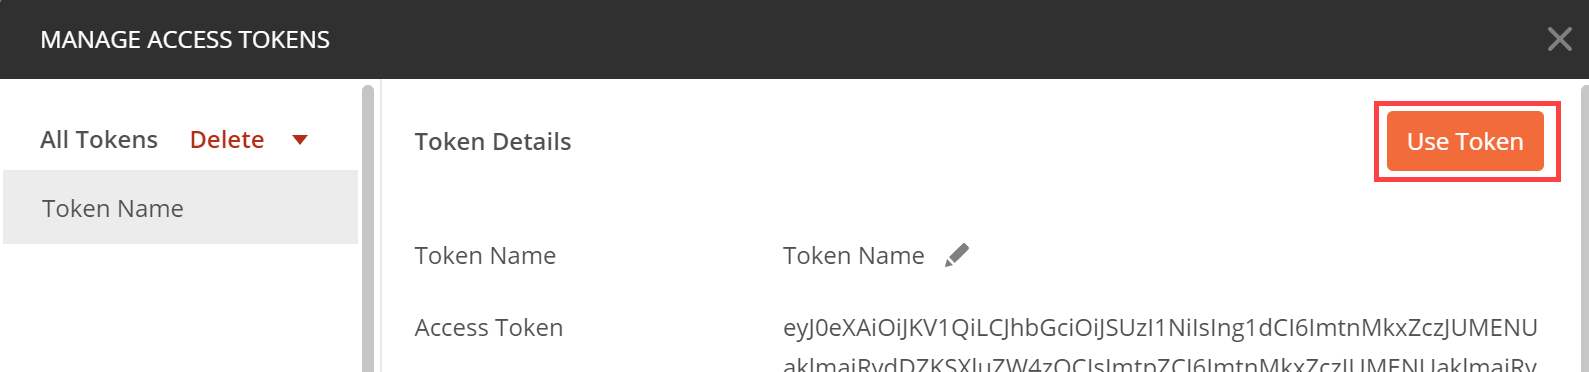 MANAGE ACCESS TOKENS
All Tokens Delete
Token Details
Use Token
Token Name
Token Name Token Name
Access Token eyJ0eXAiOiJKV1QiLCJhbGciOiJSUzI1NiIsIng1dCI6ImtnMkxZczJUMENU